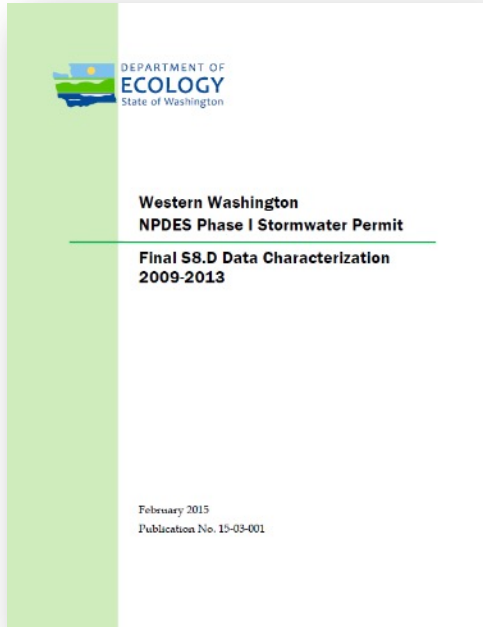 DEPARTMENT OF
ECOLOGY
State of Washington
Western Washington
NPDES Phase I Stormwater Permit
Final S8.D Data Characterization
2009-2013
February 2015
Publication No. 15-03-001